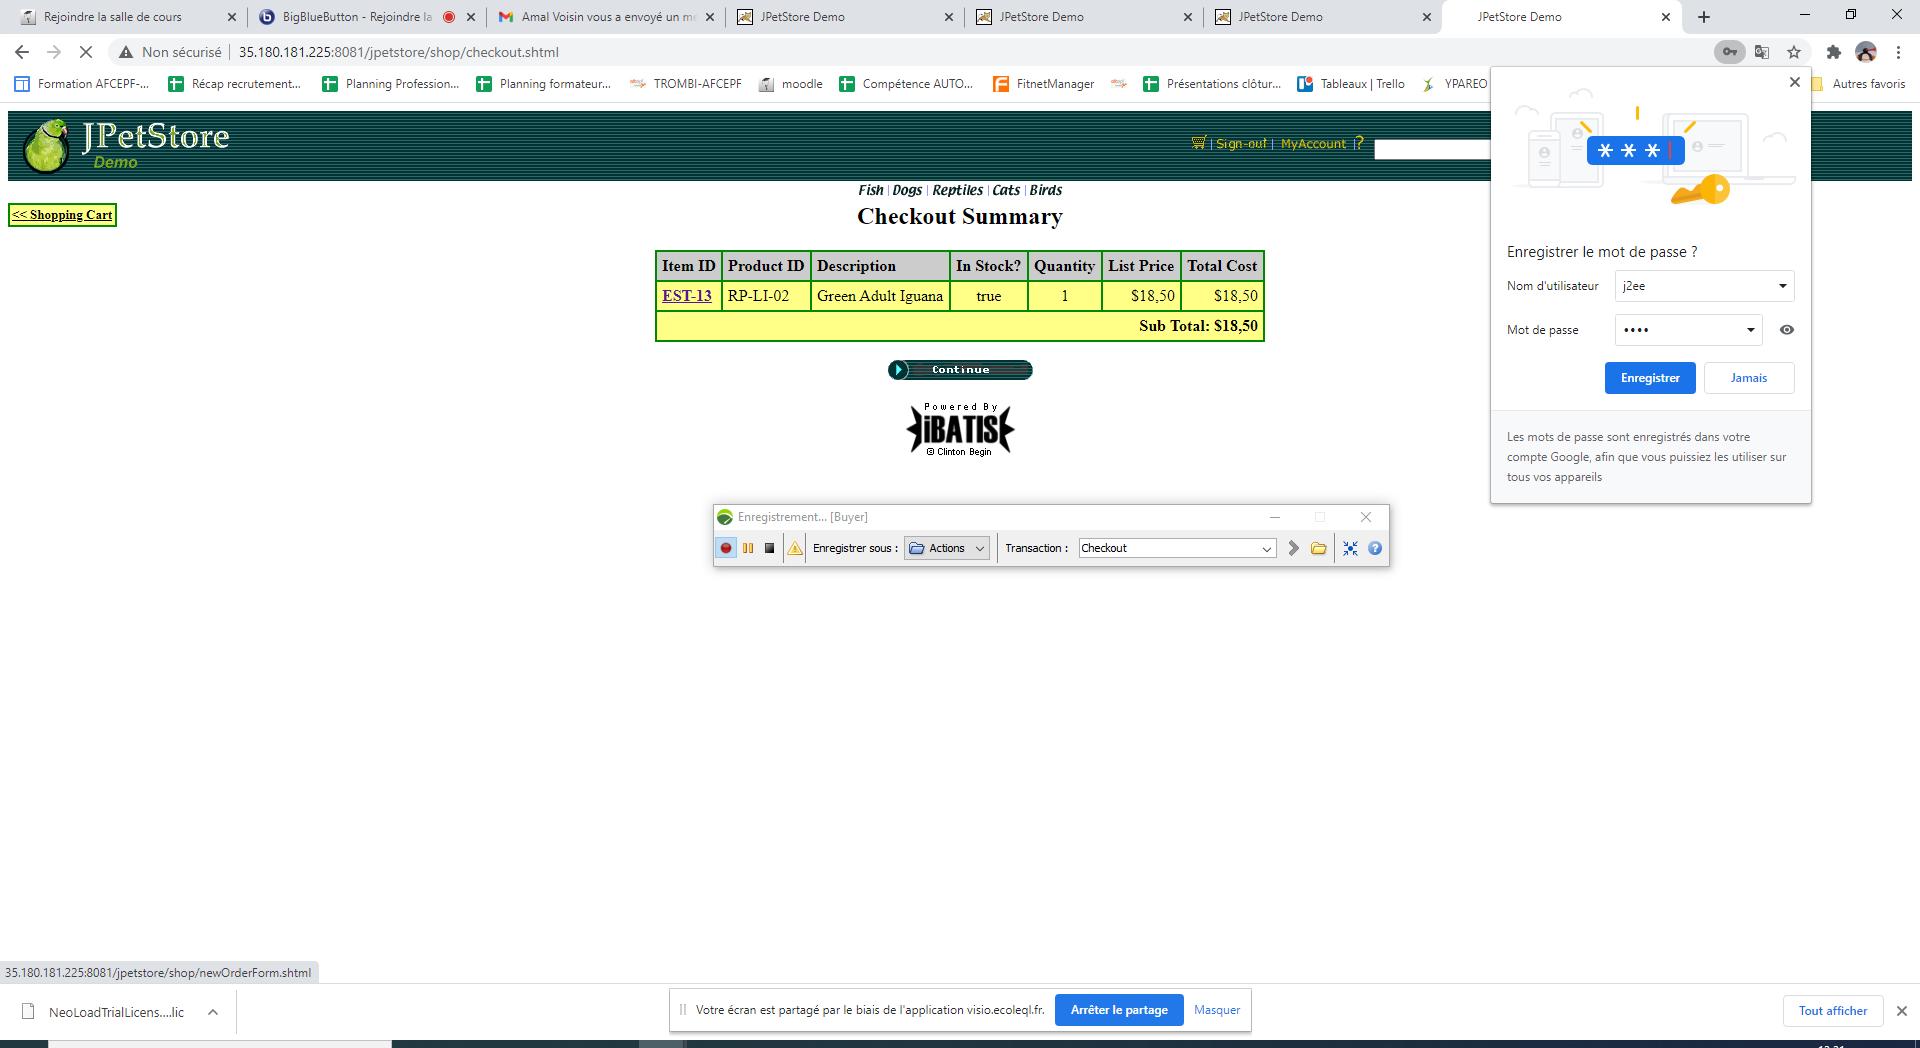 Rejoindre la salle de cours
BigBlueButton - Rejoindre la
Amal Voisin vous a envoyé un me
JPetStore Demo
JPetStore Demo
JPetStore Demo
JPetStore Demo
Non sécurisé
35.180.181.225:8081/jpetstore/shop/checkout.shtml
Formation AFCEPF-...
Récap recrutement...
Planning Profession...
Planning formateur...
TROMBI-AFCEPF
moodle
Compétence AUTO...
FitnetManager
Présentations clôtur...
Tableaux | Trello
YPAREO
Autres favoris
JPetStore
Demo
| Sign-out | MyAccount | ?
Fish | Dogs | Reptiles | Cats | Birds
<< Shopping Cart
Checkout Summary
Item ID Product ID Description In Stock? Quantity List Price Total Cost
EST-13 RP-LI-02 Green Adult Iguana true 1 $18,50 $18,50
Sub Total: $18,50
Continue
Powered By
iBATIS
© Clinton Begin
Enregistrer le mot de passe ?
Nom d'utilisateur j2ee
Mot de passe ••••
Enregistrer Jamais
Les mots de passe sont enregistrés dans votre
compte Google, afin que vous puissiez les utiliser sur
tous vos appareils
Enregistrement... [Buyer]
Enregistrer sous : Actions Transaction : Checkout
35.180.181.225:8081/jpetstore/shop/newOrderForm.shtml
NeoLoadTrialLicens....lic
Votre écran est partagé par le biais de l'application visio.ecoleql.fr. Arrêter le partage Masquer
Tout afficher